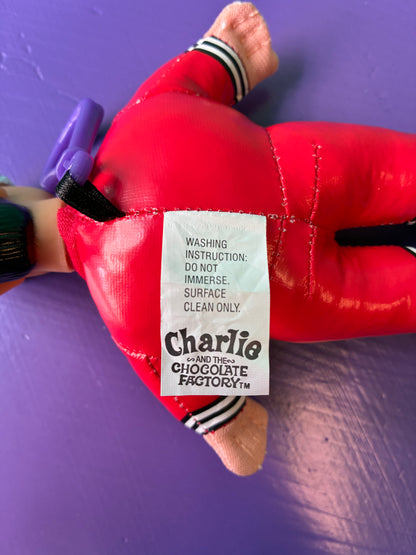 WASHING
INSTRUCTION:
DO NOT
IMMERSE.
SURFACE
CLEAN ONLY.
Charlie
AND THE
CHOCOLATE
FACTORY™